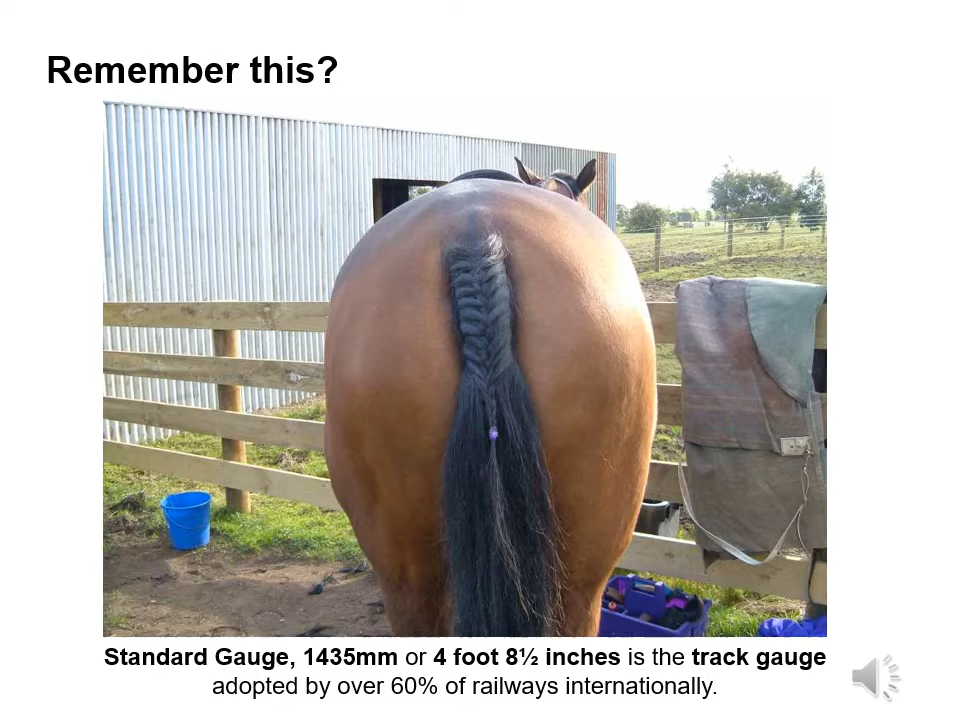 Remember this?
Standard Gauge, 1435mm or 4 foot 8½ inches is the track gauge
adopted by over 60% of railways internationally.